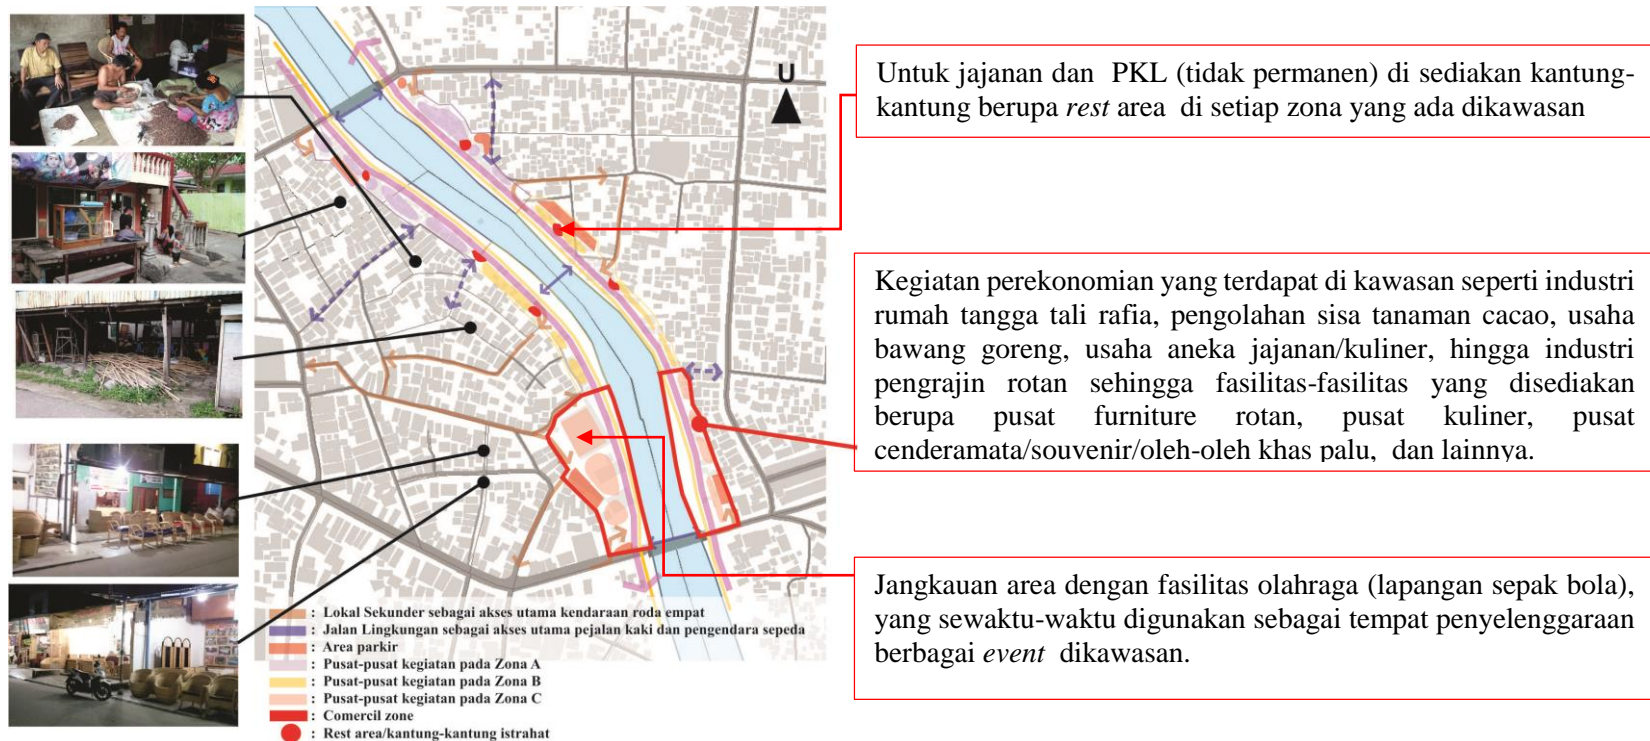 U
Untuk jajanan dan PKL (tidak permanen) di sediakan kantung-
kantung berupa rest area di setiap zona yang ada dikawasan
Kegiatan perekonomian yang terdapat di kawasan seperti industri
rumah tangga tali rafia, pengolahan sisa tanaman cacao, usaha
bawang goreng, usaha aneka jajanan/kuliner, hingga industri
pengrajin rotan sehingga fasilitas-fasilitas yang disediakan
berupa pusat furniture rotan, pusat kuliner, pusat
cenderamata/souvenir/oleh-oleh khas palu, dan lainnya.
Jangkauan area dengan fasilitas olahraga (lapangan sepak bola),
yang sewaktu-waktu digunakan sebagai tempat penyelenggaraan
berbagai event dikawasan.
: Lokal Sekunder sebagai akses utama kendaraan roda empat
: Jalan Lingkungan sebagai akses utama pejalan kaki dan pengendara sepeda
: Area parkir
: Pusat-pusat kegiatan pada Zona A
: Pusat-pusat kegiatan pada Zona B
: Pusat-pusat kegiatan pada Zona C
: Comercil zone
: Rest area/kantung-kantung istrahat